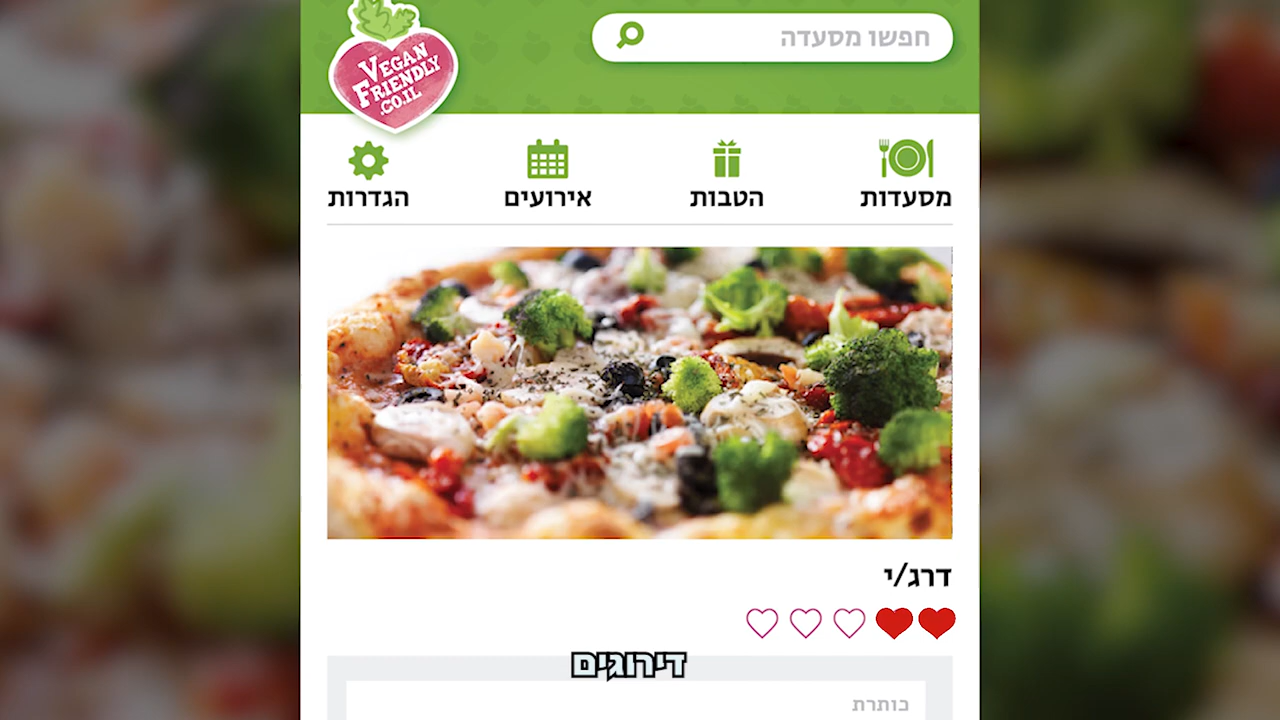 חפשו מסעדה
VEGAN
FRIENDLY
.CO.IL
מסעדות
הטבות
אירועים
הגדרות
דרג/י
דירוגים
כותרת